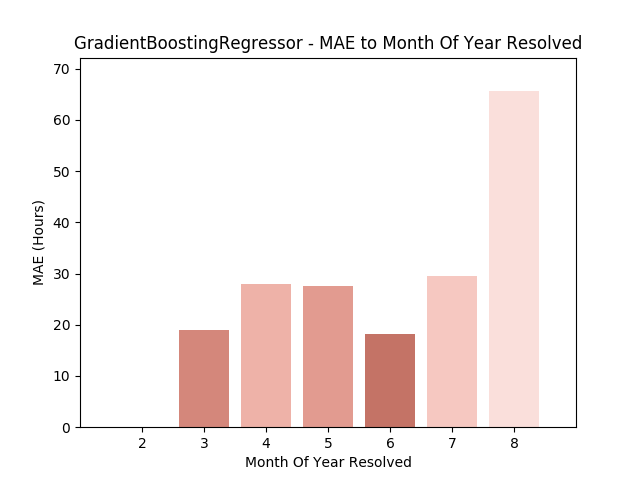 GradientBoostingRegressor - MAE to Month Of Year Resolved
70
60
50
40
30
20
10
0
MAE (Hours)
2 3 4 5 6 7 8
Month Of Year Resolved